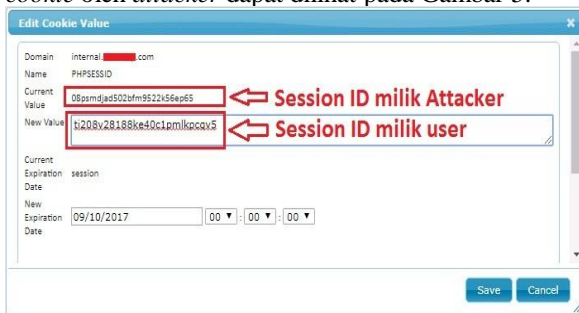 cookie oleh attacker dapat dilihat pada Gambar 5.
Edit Cookie Value
Domain internal. .com
Name PHPSESSID
Current Value 08psmdjad502bfm9522k56ep65
Session ID milik Attacker
New Value ti208v28188ke40c1pmlkpcqv5
Session ID milik user
Current Expiration Date session
New Expiration Date 09/10/2017 00 : 00 : 00
Save Cancel